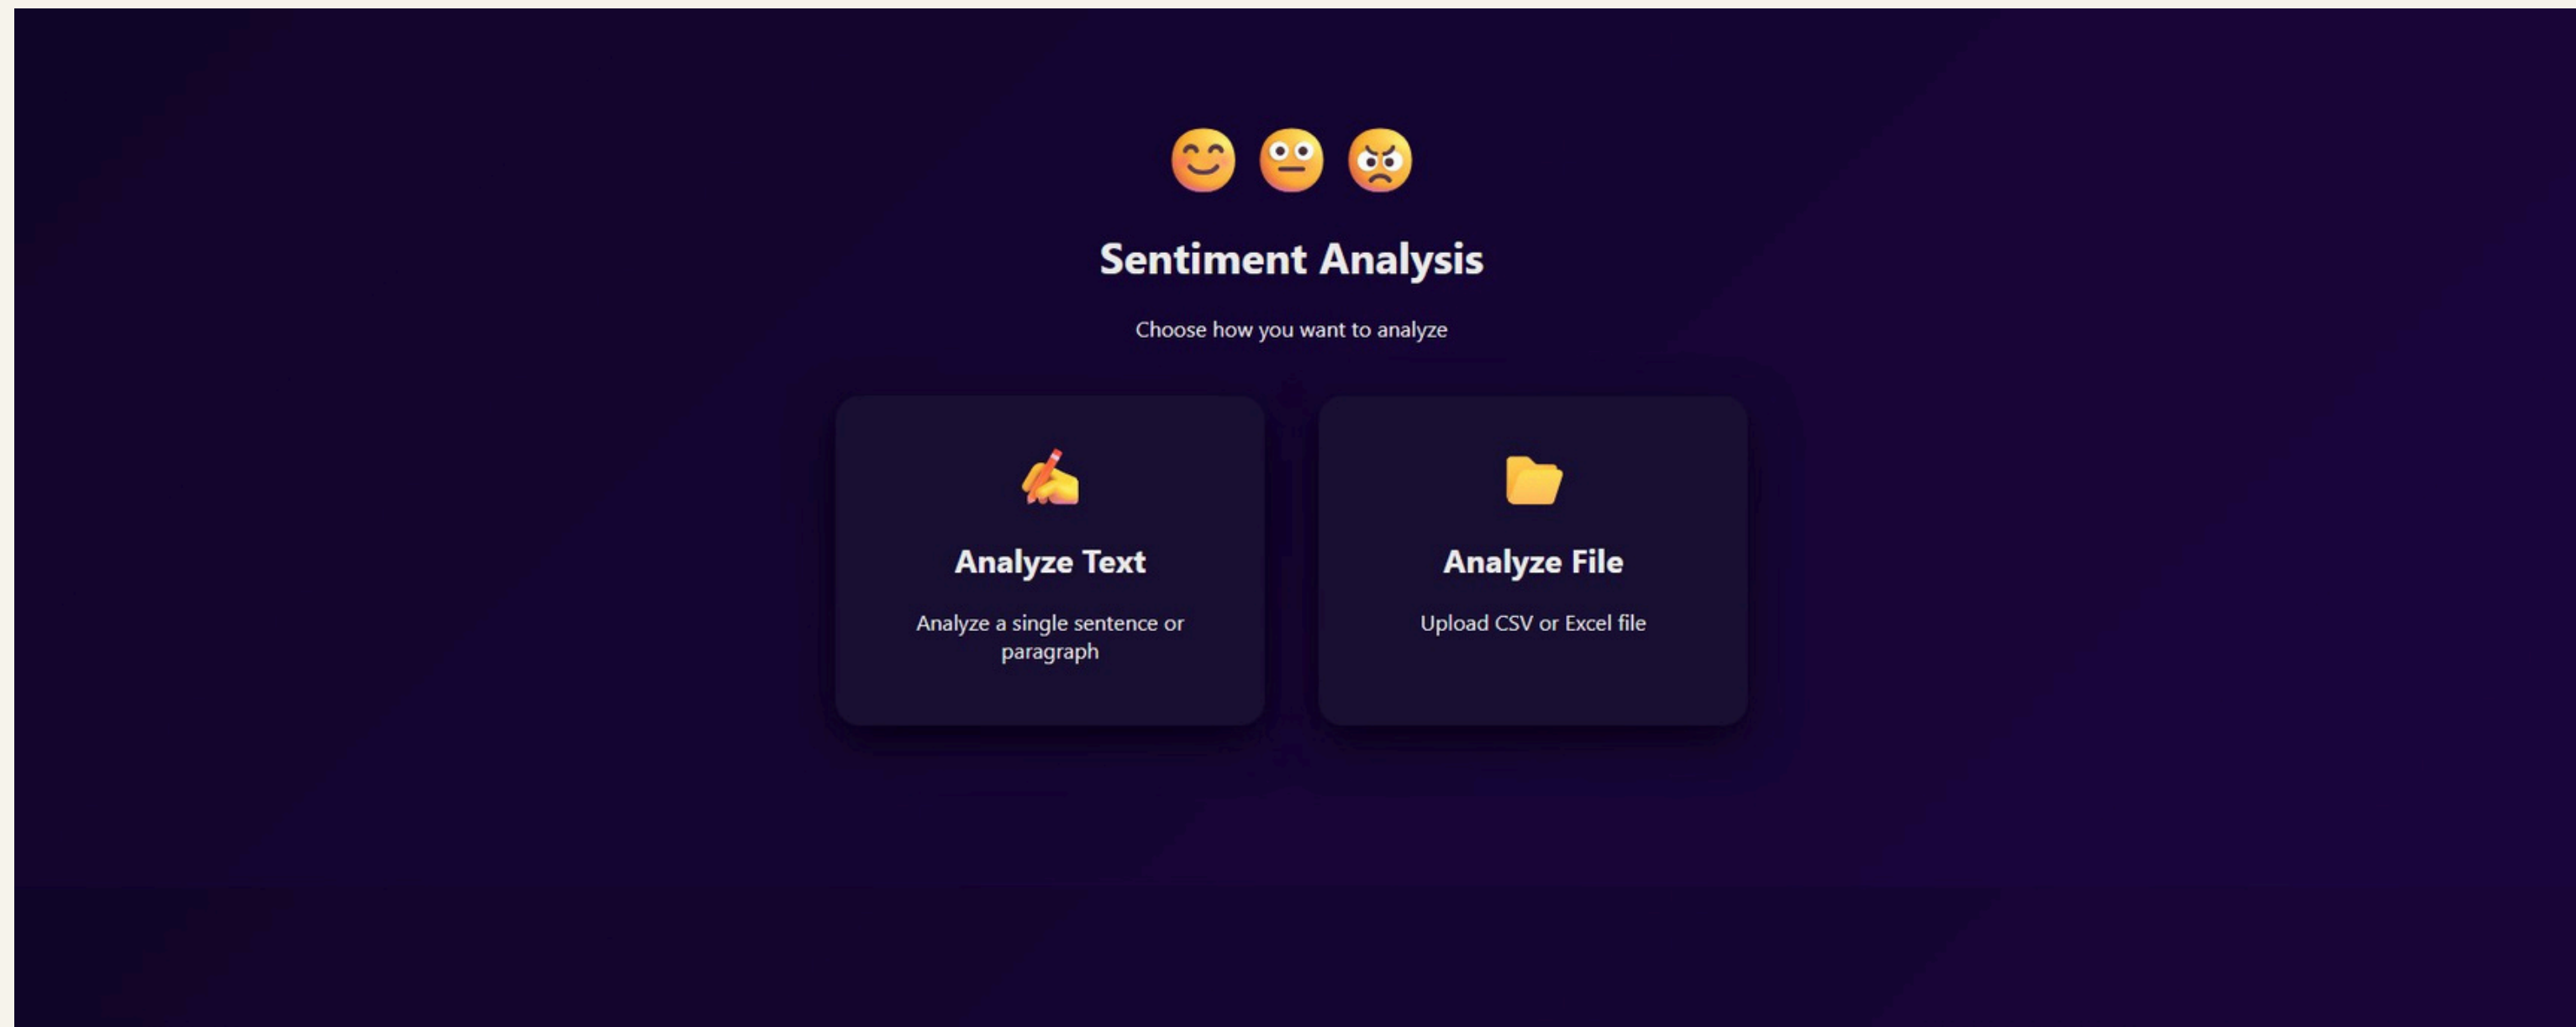 Sentiment Analysis
Choose how you want to analyze
Analyze Text
Analyze a single sentence or
paragraph
Analyze File
Upload CSV or Excel file